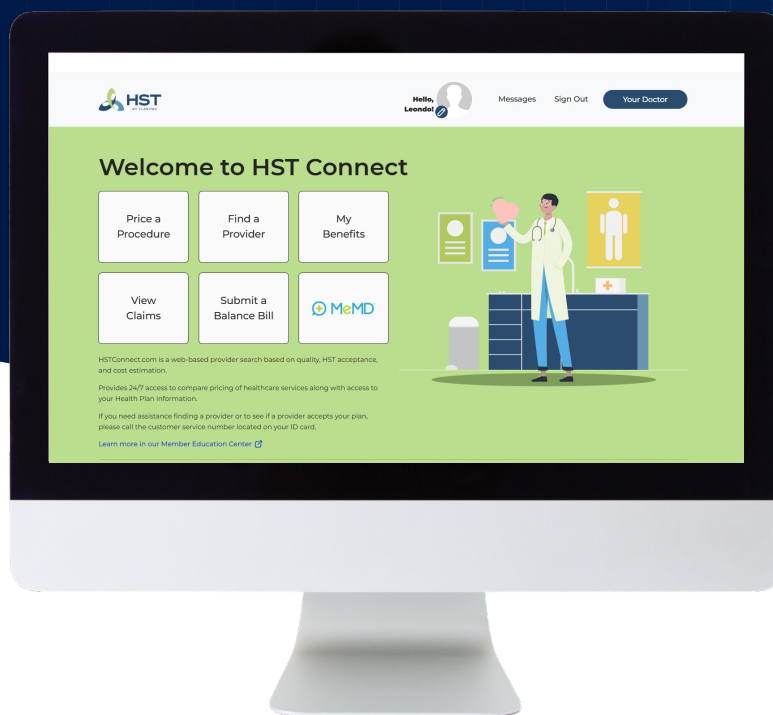 HST
BY CLARITEV
Hello,
Leondo!
Messages
Sign Out
Your Doctor
Welcome to HST Connect
Price a
Procedure
Find a
Provider
My
Benefits
View
Claims
Submit a
Balance Bill
MeMD
HSTConnect.com is a web-based provider search based on quality, HST acceptance,
and cost estimation.
Provides 24/7 access to compare pricing of healthcare services along with access to
your Health Plan information.
If you need assistance finding a provider or to see if a provider accepts your plan,
please call the customer service number located on your ID card.
Learn more in our Member Education Center